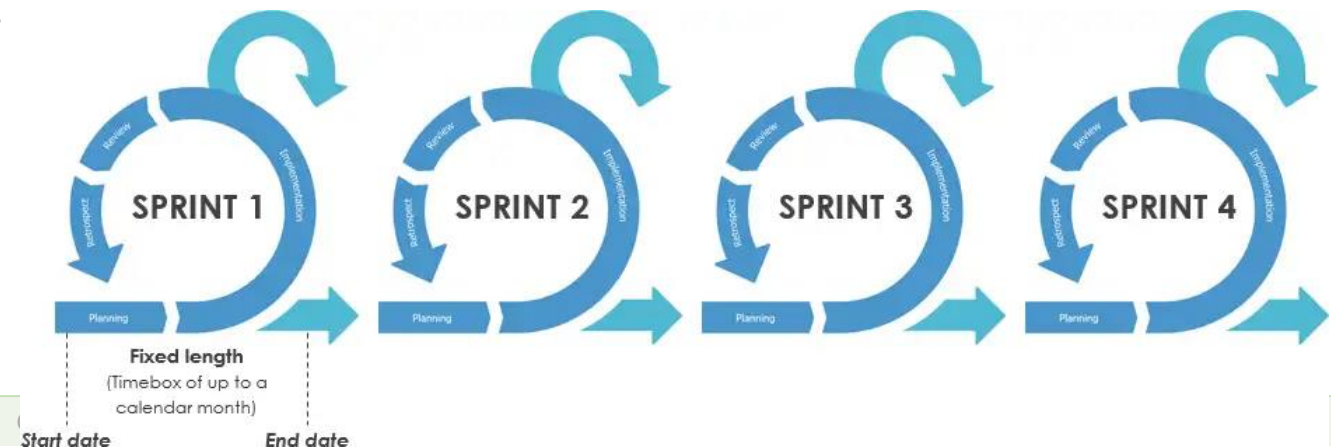 Review
Implementation
Retrospect
SPRINT 1
Planning
Review
Implementation
Retrospect
SPRINT 2
Planning
Review
Implementation
Retrospect
SPRINT 3
Planning
Review
Implementation
Retrospect
SPRINT 4
Planning
Fixed length
(Timebox of up to a
calendar month)
Start date
End date